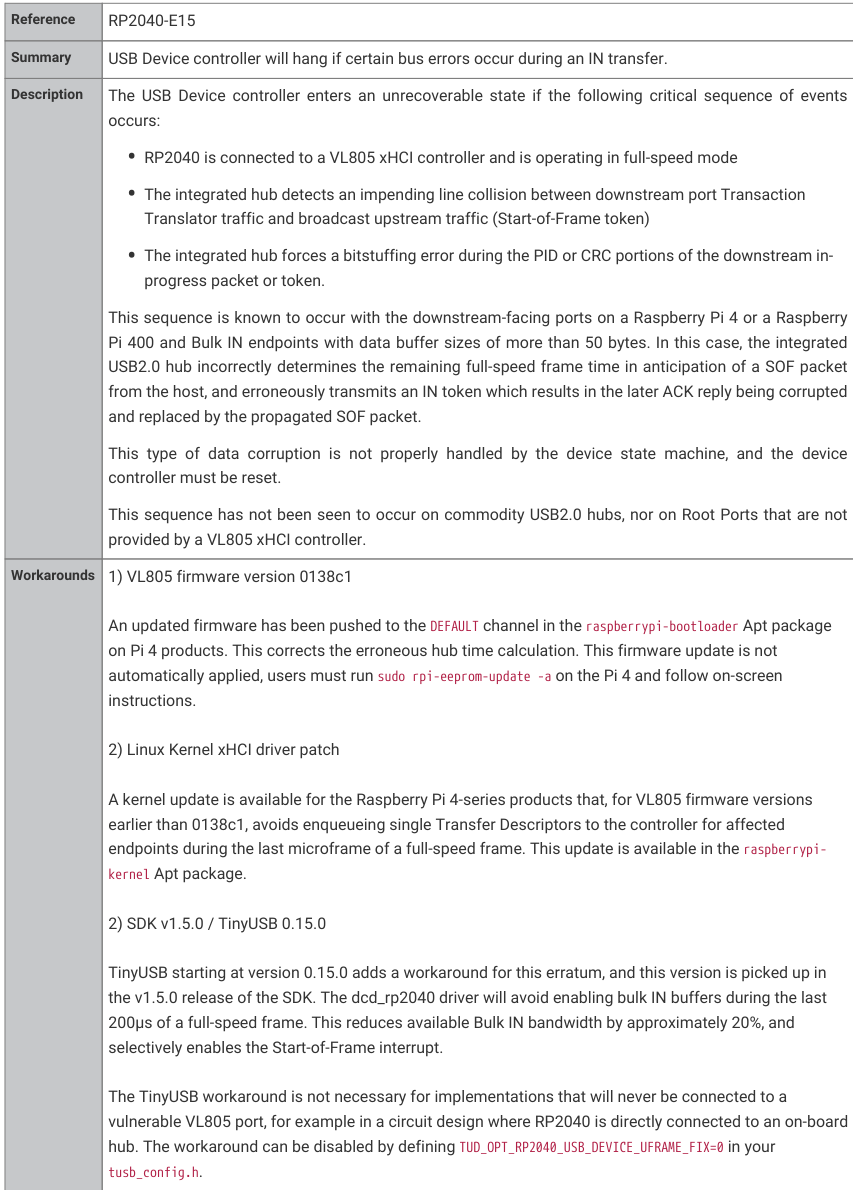 Reference RP2040-E15
Summary USB Device controller will hang if certain bus errors occur during an IN transfer.
Description The USB Device controller enters an unrecoverable state if the following critical sequence of events
occurs:
• RP2040 is connected to a VL805 xHCI controller and is operating in full-speed mode
• The integrated hub detects an impending line collision between downstream port Transaction
Translator traffic and broadcast upstream traffic (Start-of-Frame token)
• The integrated hub forces a bitstuffing error during the PID or CRC portions of the downstream in-
progress packet or token.
This sequence is known to occur with the downstream-facing ports on a Raspberry Pi 4 or a Raspberry
Pi 400 and Bulk IN endpoints with data buffer sizes of more than 50 bytes. In this case, the integrated
USB2.0 hub incorrectly determines the remaining full-speed frame time in anticipation of a SOF packet
from the host, and erroneously transmits an IN token which results in the later ACK reply being corrupted
and replaced by the propagated SOF packet.
This type of data corruption is not properly handled by the device state machine, and the device
controller must be reset.
This sequence has not been seen to occur on commodity USB2.0 hubs, nor on Root Ports that are not
provided by a VL805 xHCI controller.
Workarounds 1) VL805 firmware version 0138c1
An updated firmware has been pushed to the DEFAULT channel in the raspberrypi-bootloader Apt package
on Pi 4 products. This corrects the erroneous hub time calculation. This firmware update is not
automatically applied, users must run sudo rpi-eeprom-update -a on the Pi 4 and follow on-screen
instructions.
2) Linux Kernel xHCI driver patch
A kernel update is available for the Raspberry Pi 4-series products that, for VL805 firmware versions
earlier than 0138c1, avoids enqueueing single Transfer Descriptors to the controller for affected
endpoints during the last microframe of a full-speed frame. This update is available in the raspberrypi-
kernel Apt package.
2) SDK v1.5.0 / TinyUSB 0.15.0
TinyUSB starting at version 0.15.0 adds a workaround for this erratum, and this version is picked up in
the v1.5.0 release of the SDK. The dcd_rp2040 driver will avoid enabling bulk IN buffers during the last
200μs of a full-speed frame. This reduces available Bulk IN bandwidth by approximately 20%, and
selectively enables the Start-of-Frame interrupt.
The TinyUSB workaround is not necessary for implementations that will never be connected to a
vulnerable VL805 port, for example in a circuit design where RP2040 is directly connected to an on-board
hub. The workaround can be disabled by defining TUD_OPT_RP2040_USB_DEVICE_UFRAME_FIX=0 in your
tusb_config.h.